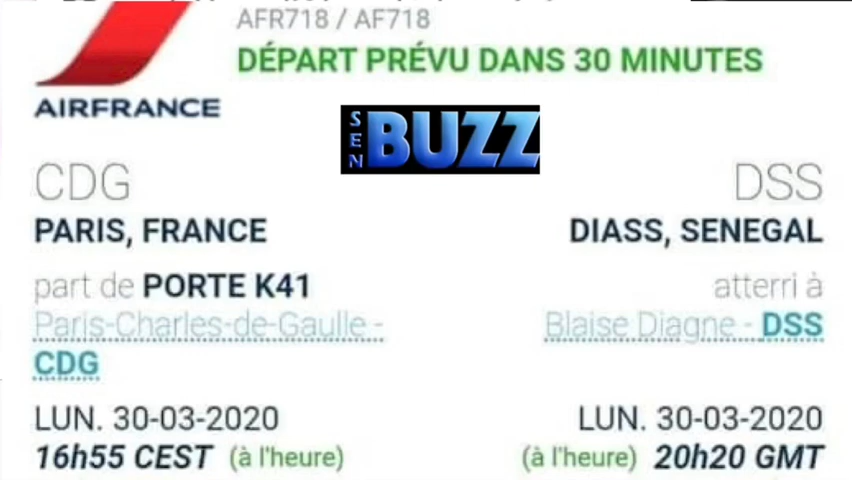 AFR718 / AF718
DÉPART PRÉVU DANS 30 MINUTES
AIRFRANCE
SEN
BUZZ
CDG
DSS
PARIS, FRANCE
DIASS, SENEGAL
part de PORTE K41
atterri à
Paris-Charles-de-Gaulle -
CDG
Blaise Diagne - DSS
LUN. 30-03-2020
LUN. 30-03-2020
16h55 CEST (à l'heure)
(à l'heure) 20h20 GMT